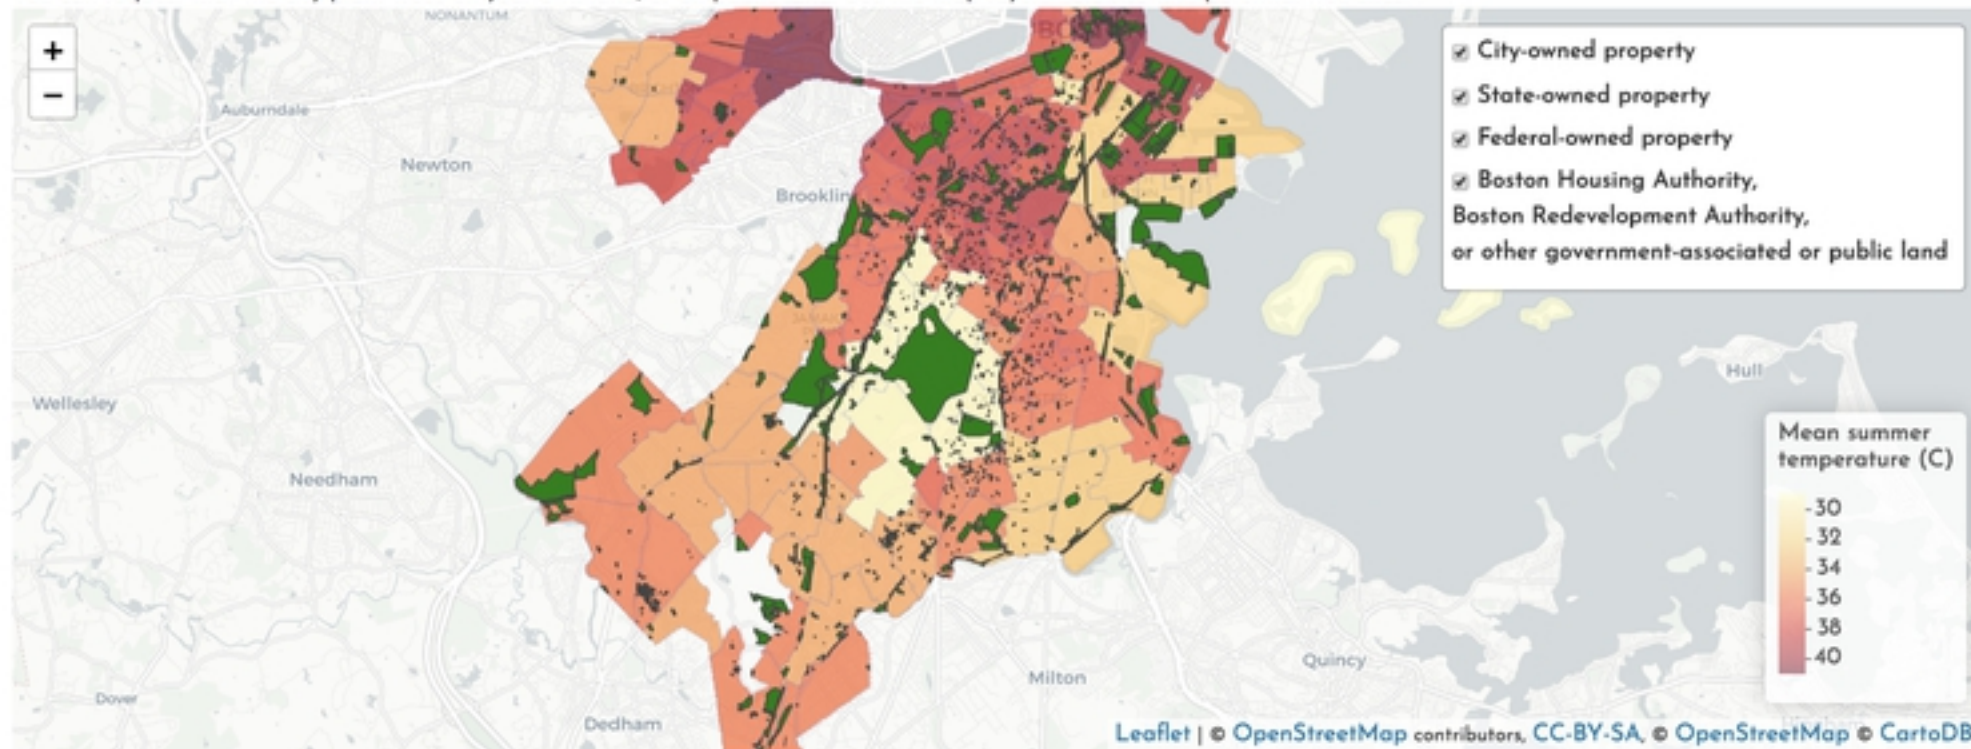 NONANTUM
+
−
Auburndale
Newton
Brooklin
Wellesley
Needham
Dover
Dedham
Milton
Quincy
Hull
City-owned property
State-owned property
Federal-owned property
Boston Housing Authority,
Boston Redevelopment Authority,
or other government-associated or public land
Mean summer
temperature (C)
30
32
34
36
38
40
Leaflet | © OpenStreetMap contributors, CC-BY-SA, © OpenStreetMap © CartoDB